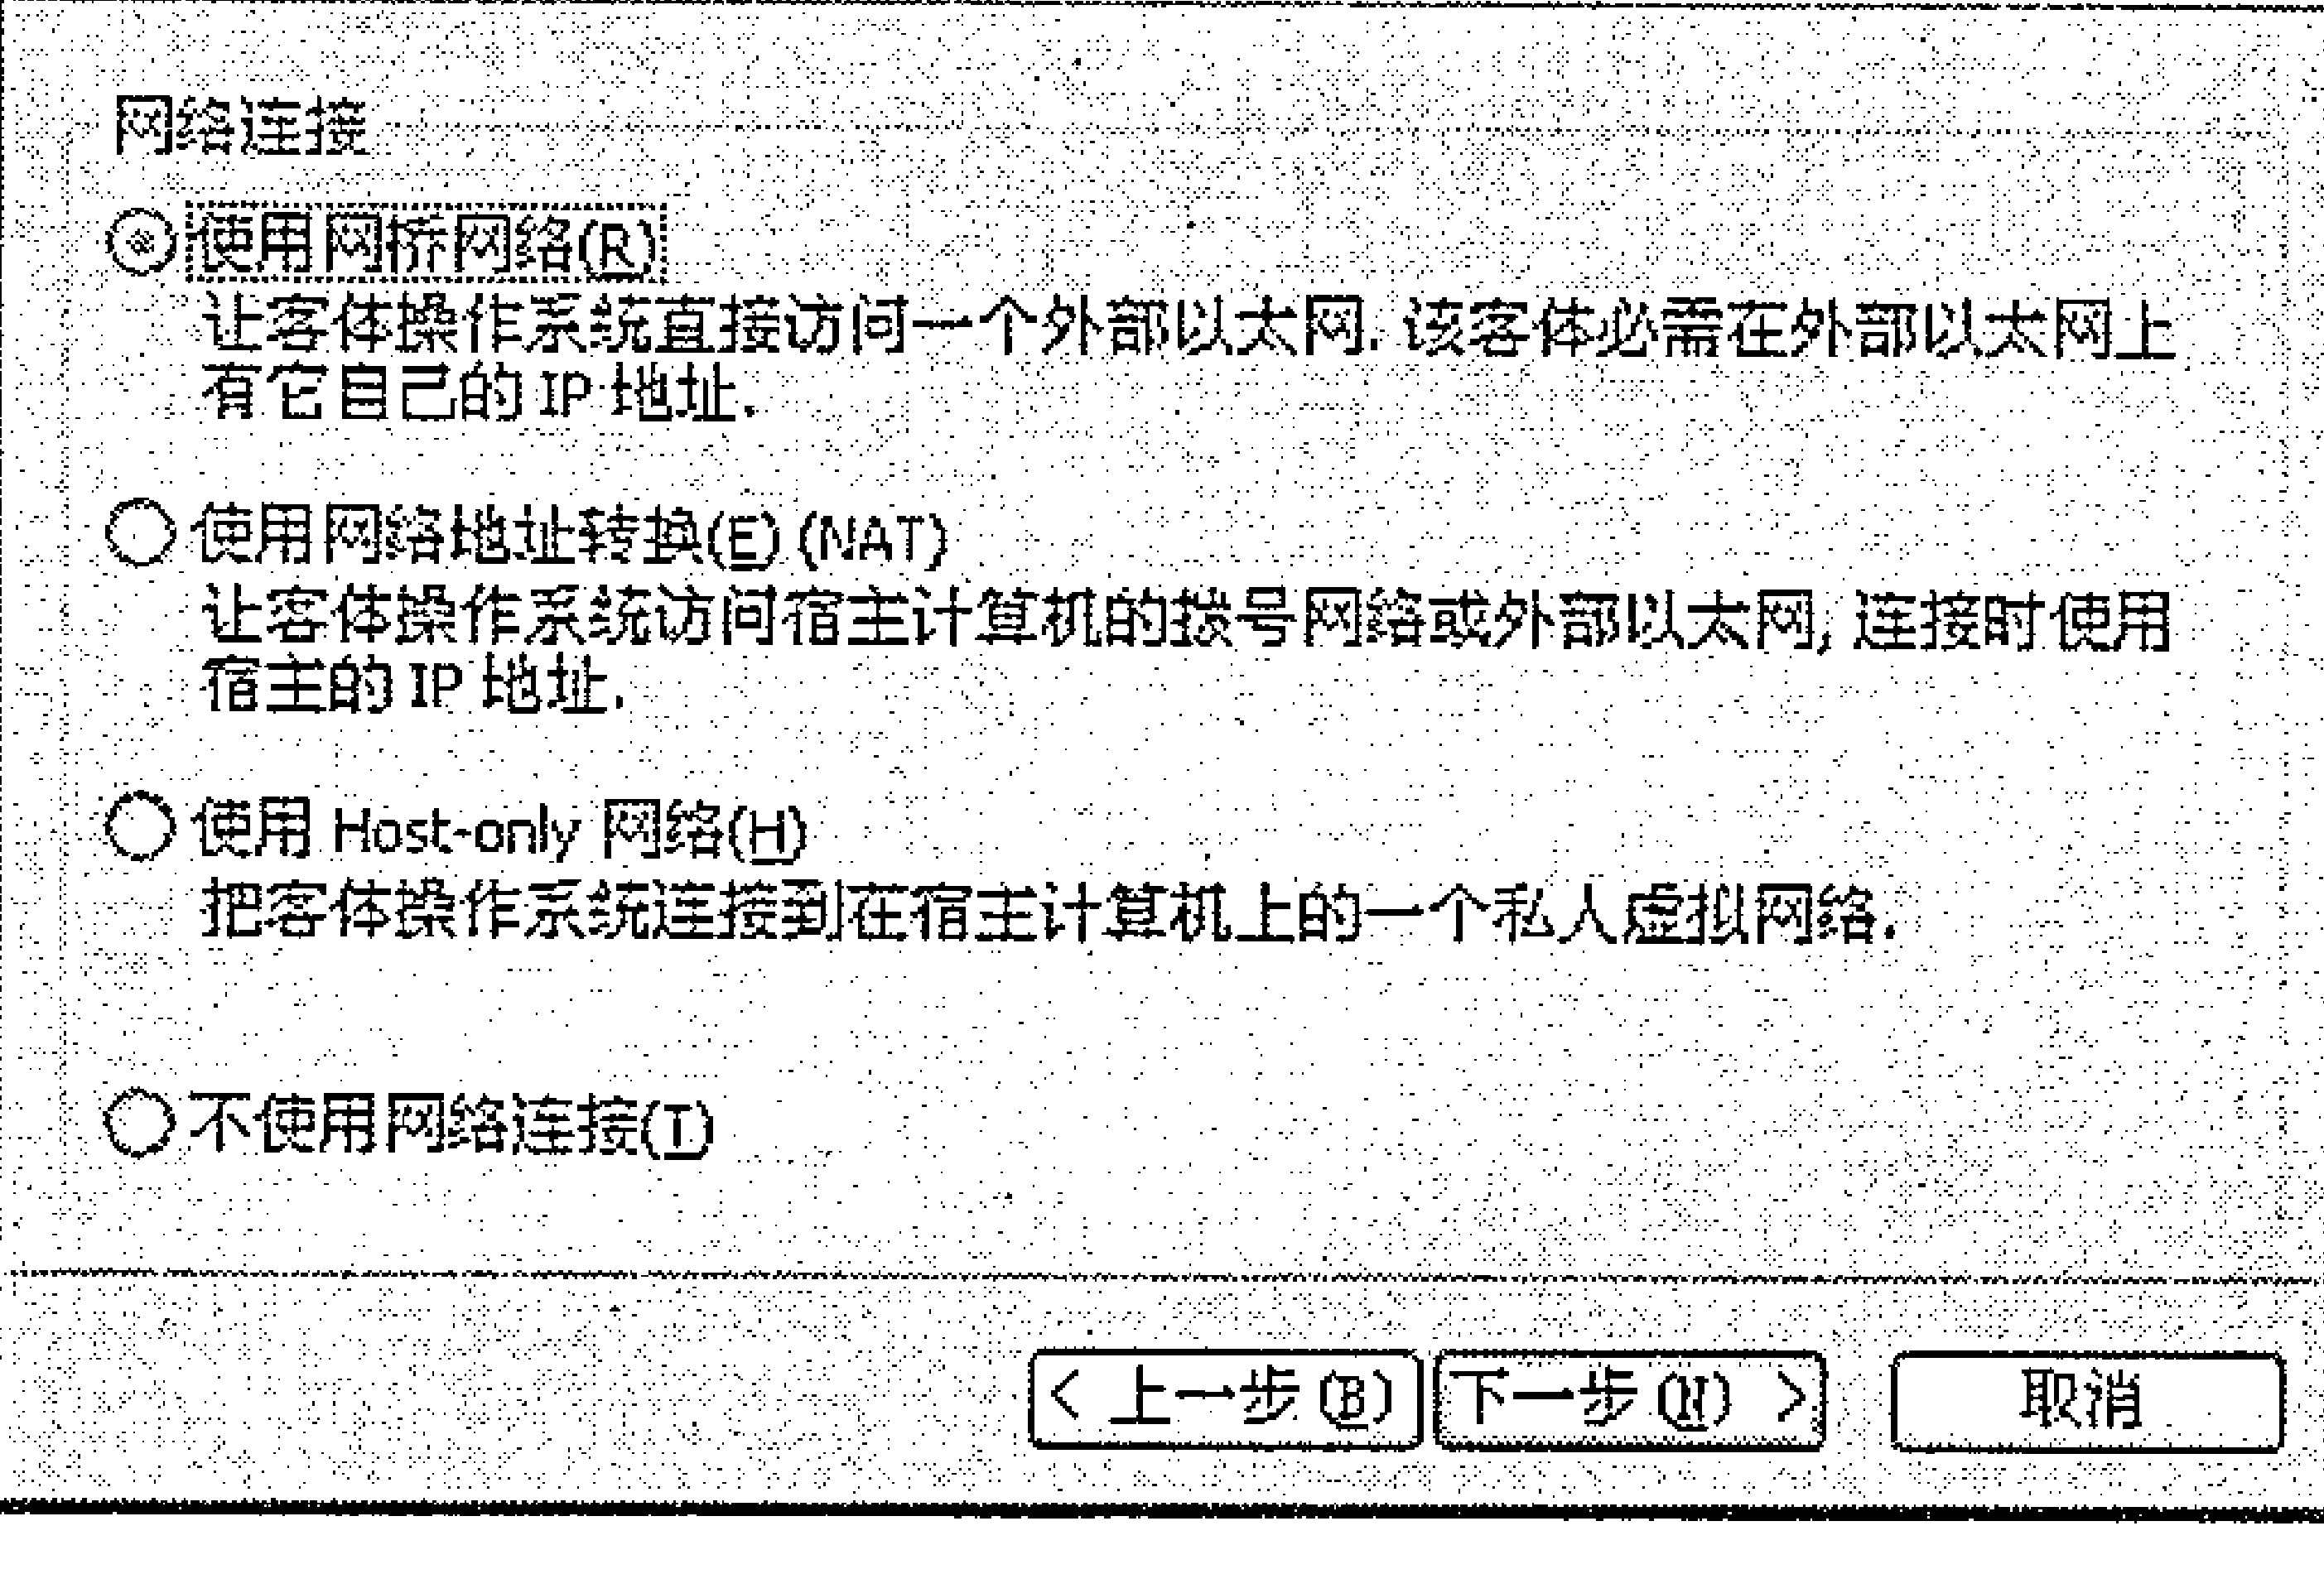 网络连接
使用网桥网络(R)
让客体操作系统直接访问一个外部以太网. 该客体必需在外部以太网上
有它自己的 IP 地址.
使用网络地址转换(E) (NAT)
让客体操作系统访问宿主计算机的拨号网络或外部以太网, 连接时使用
宿主的 IP 地址.
使用 Host-only 网络(H)
把客体操作系统连接到在宿主计算机上的一个私人虚拟网络.
不使用网络连接(T)
< 上一步(B) 下一步(N) > 取消